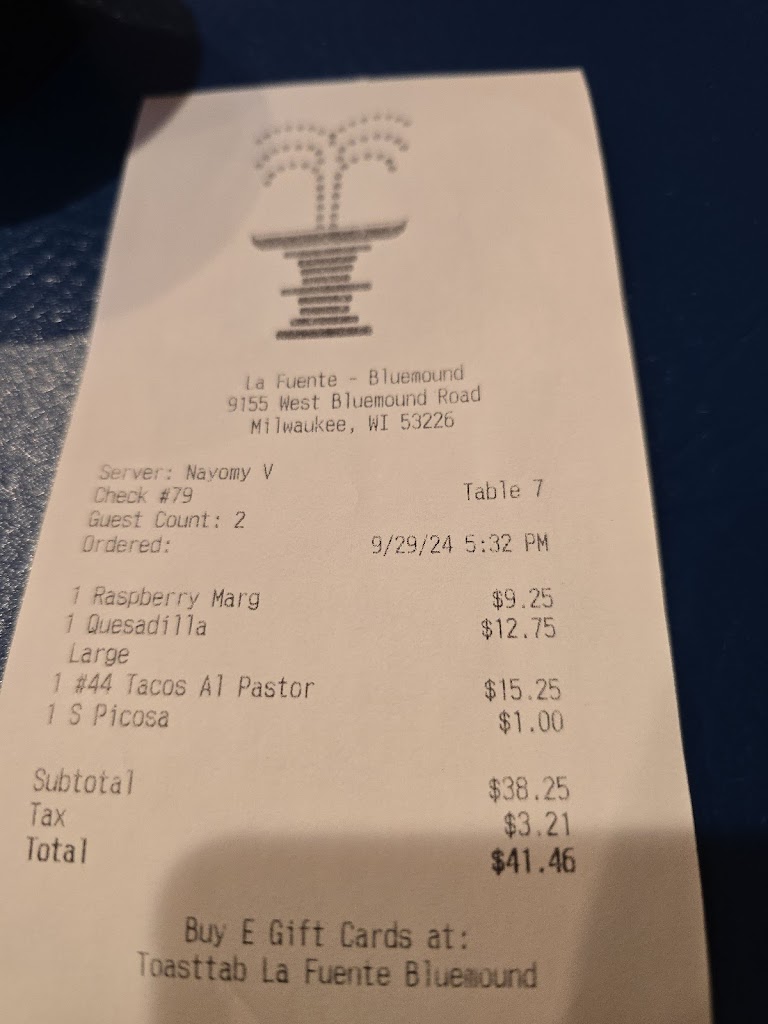 La Fuente - Bluemound
9155 West Bluemound Road
Milwaukee, WI 53226
Server: Nayomy V
Check #79 Table 7
Guest Count: 2
Ordered: 9/29/24 5:32 PM
1 Raspberry Marg $9.25
1 Quesadilla $12.75
Large
1 #44 Tacos Al Pastor $15.25
1 S Picosa $1.00
Subtotal $38.25
Tax $3.21
Total $41.46
Buy E Gift Cards at:
Toasttab La Fuente Bluemound